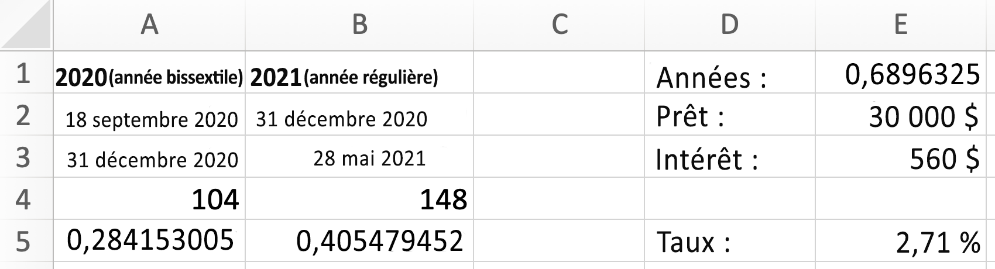 A B C D E
1 2020(année bissextile) 2021(année régulière) Années : 0,6896325
2 18 septembre 2020 31 décembre 2020 Prêt : 30 000 $
3 31 décembre 2020 28 mai 2021 Intérêt : 560 $
4 104 148
5 0,284153005 0,405479452 Taux : 2,71 %